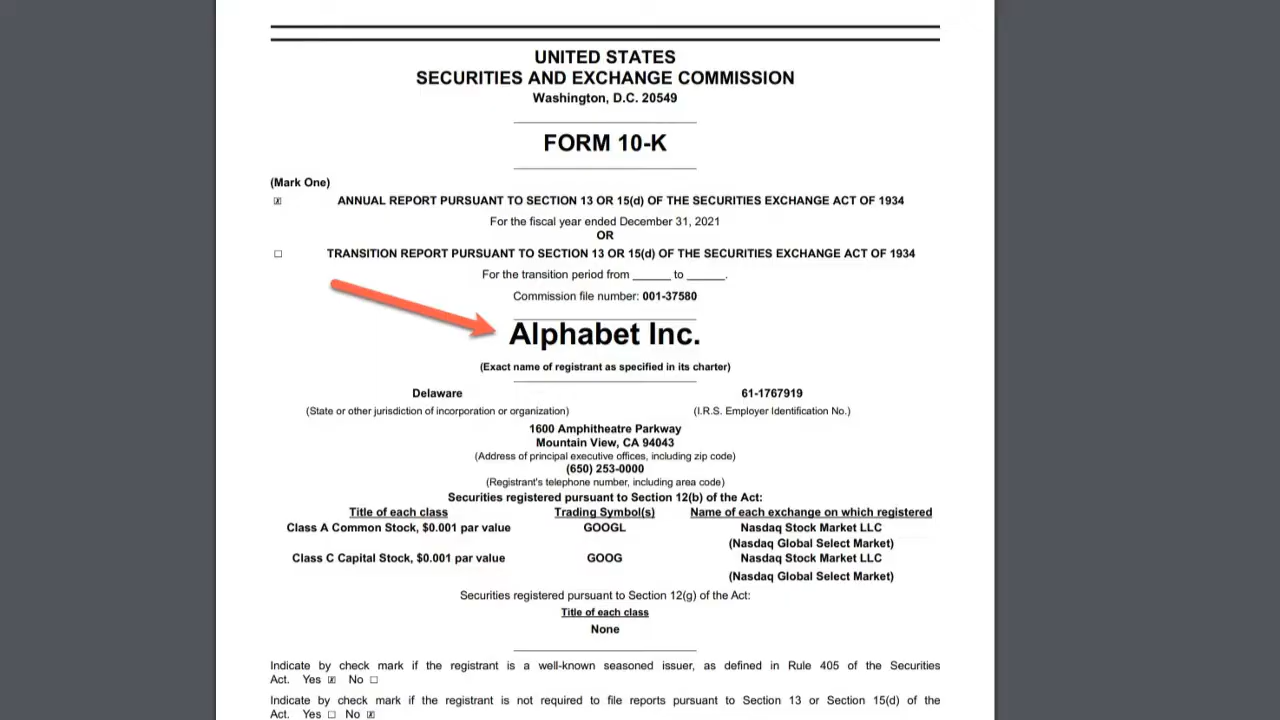 UNITED STATES
SECURITIES AND EXCHANGE COMMISSION
Washington, D.C. 20549
FORM 10-K
(Mark One)
☒ ANNUAL REPORT PURSUANT TO SECTION 13 OR 15(d) OF THE SECURITIES EXCHANGE ACT OF 1934
For the fiscal year ended December 31, 2021
OR
☐ TRANSITION REPORT PURSUANT TO SECTION 13 OR 15(d) OF THE SECURITIES EXCHANGE ACT OF 1934
For the transition period from ______ to ______.
Commission file number: 001-37580
Alphabet Inc.
(Exact name of registrant as specified in its charter)
Delaware 61-1767919
(State or other jurisdiction of incorporation or organization) (I.R.S. Employer Identification No.)
1600 Amphitheatre Parkway
Mountain View, CA 94043
(Address of principal executive offices, including zip code)
(650) 253-0000
(Registrant's telephone number, including area code)
Securities registered pursuant to Section 12(b) of the Act:
Title of each class Trading Symbol(s) Name of each exchange on which registered
Class A Common Stock, $0.001 par value GOOGL Nasdaq Stock Market LLC
(Nasdaq Global Select Market)
Class C Capital Stock, $0.001 par value GOOG Nasdaq Stock Market LLC
(Nasdaq Global Select Market)
Securities registered pursuant to Section 12(g) of the Act:
Title of each class
None
Indicate by check mark if the registrant is a well-known seasoned issuer, as defined in Rule 405 of the Securities
Act. Yes ☒ No ☐
Indicate by check mark if the registrant is not required to file reports pursuant to Section 13 or Section 15(d) of the
Act. Yes ☐ No ☒